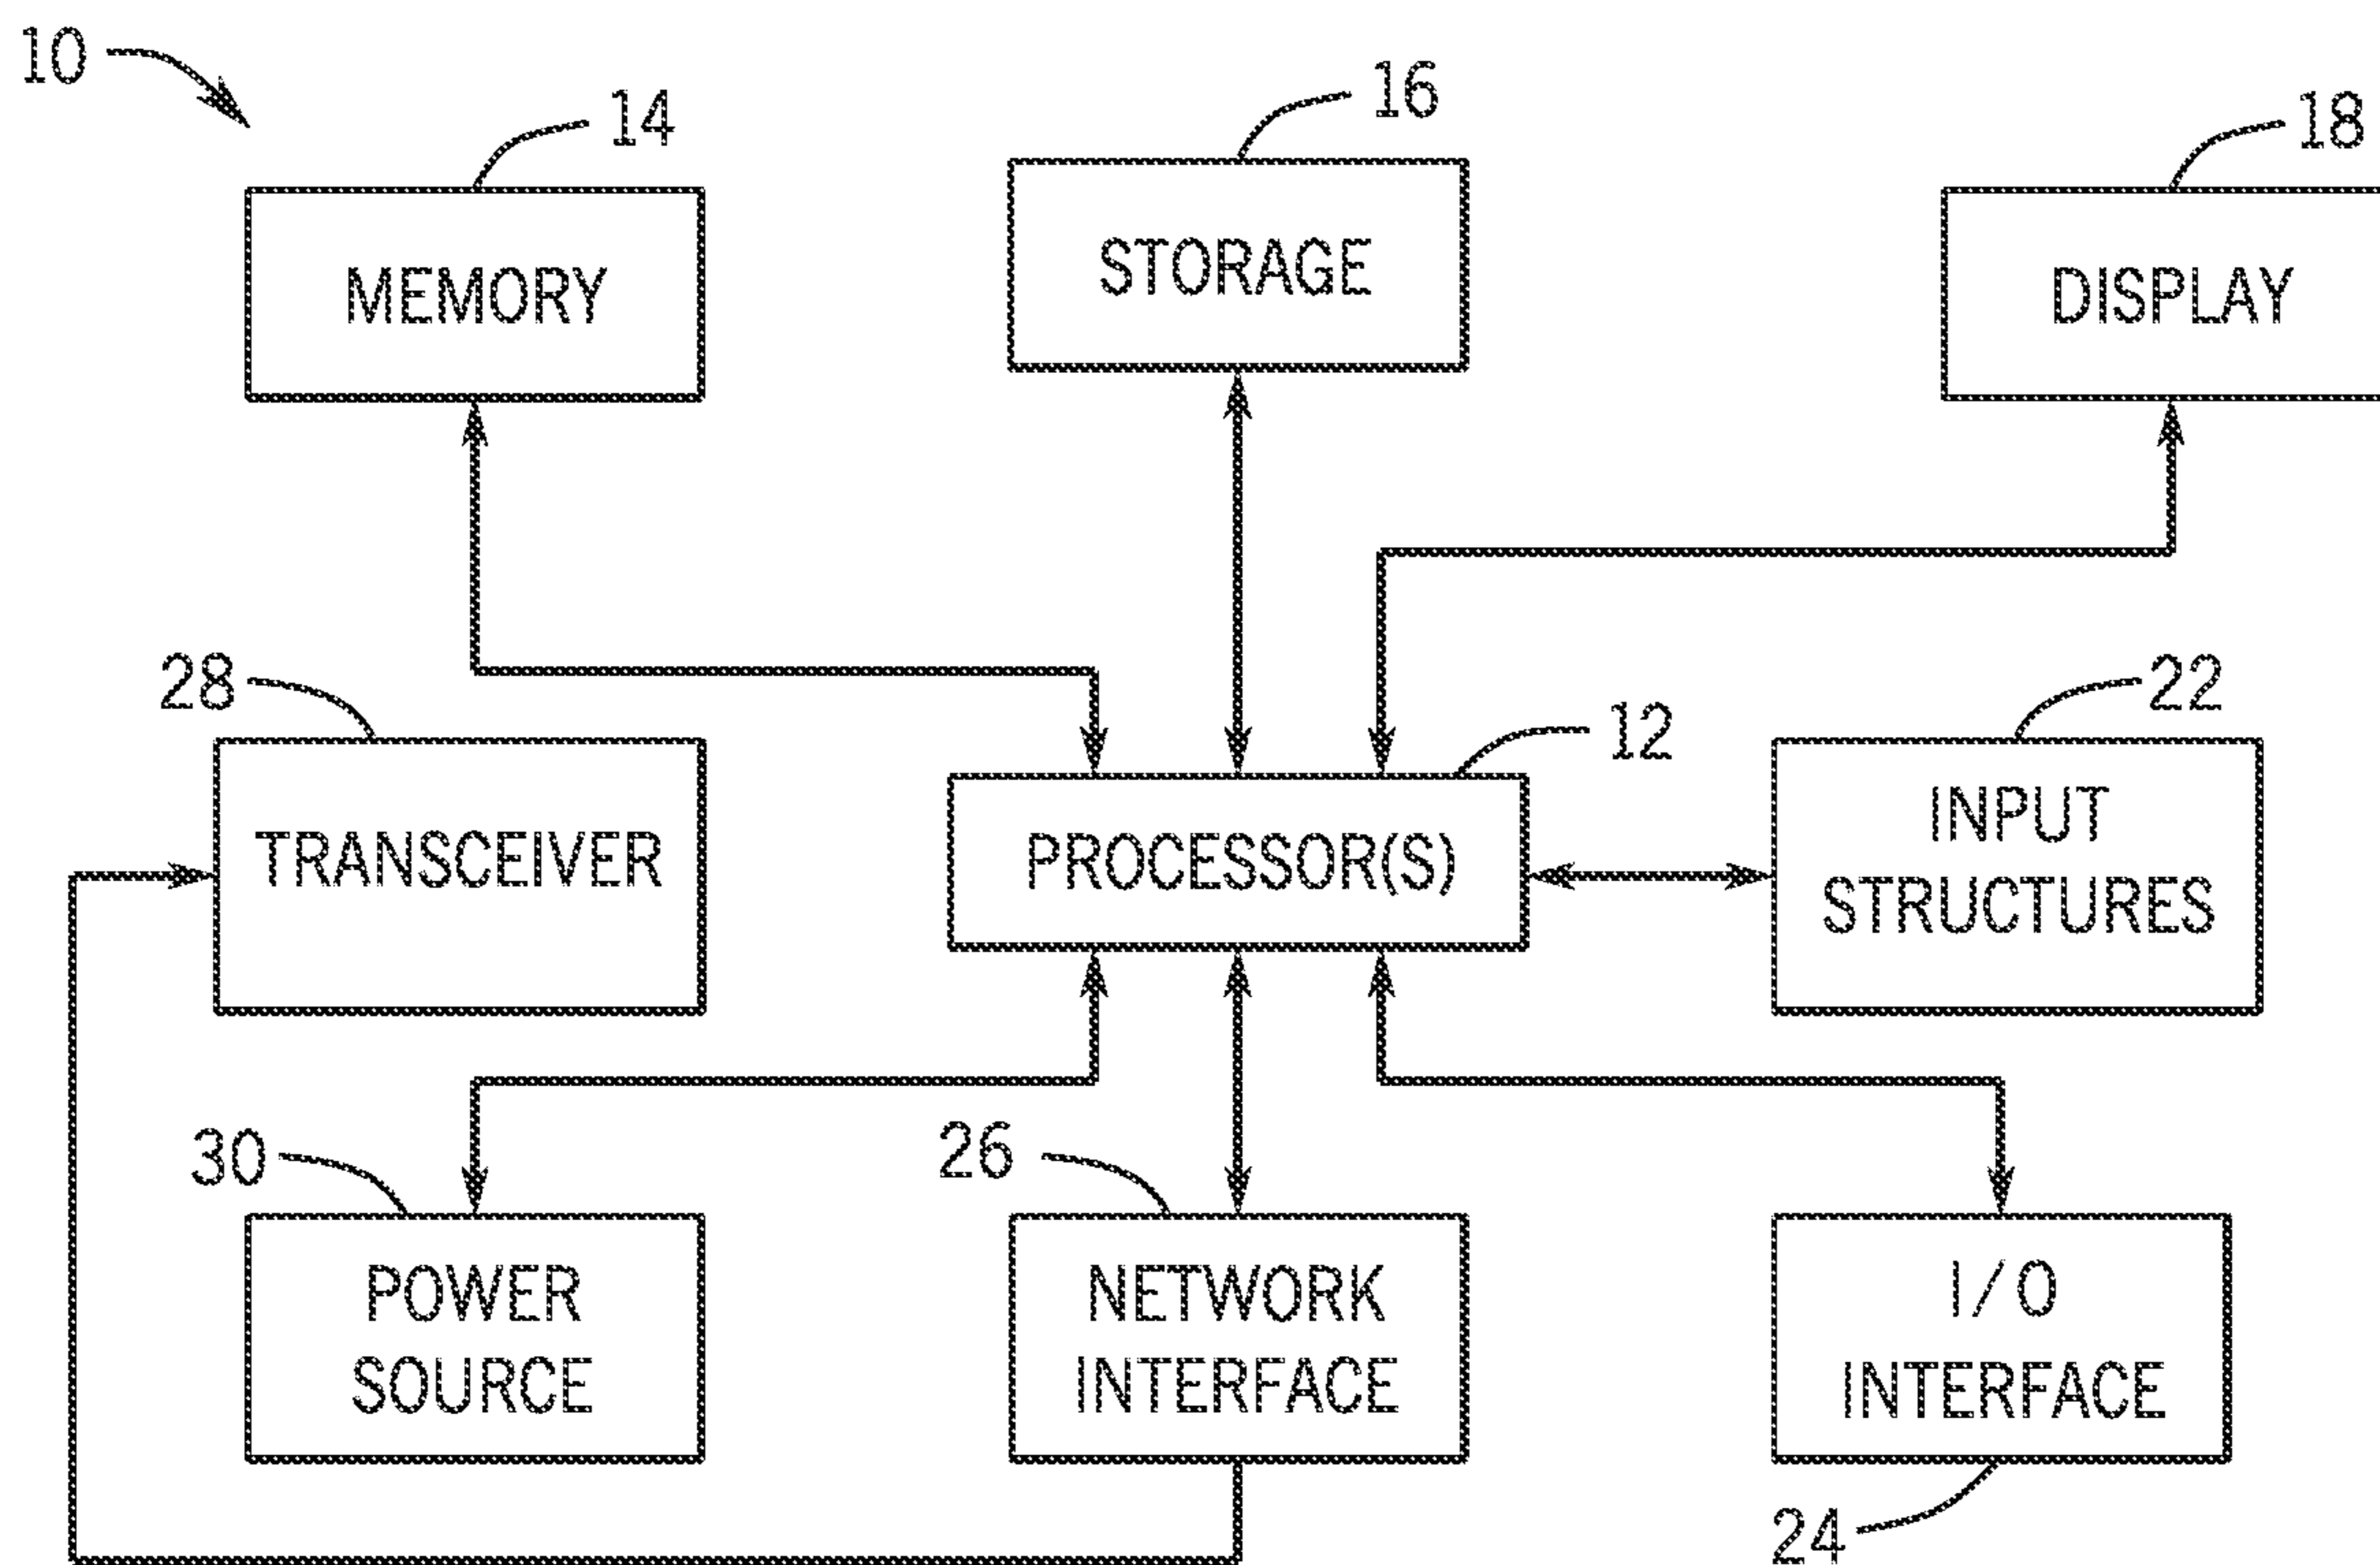 10
14
MEMORY
16
STORAGE
18
DISPLAY
28
TRANSCEIVER
12
PROCESSOR(S)
22
INPUT
STRUCTURES
30
POWER
SOURCE
26
NETWORK
INTERFACE
I/O
INTERFACE
24